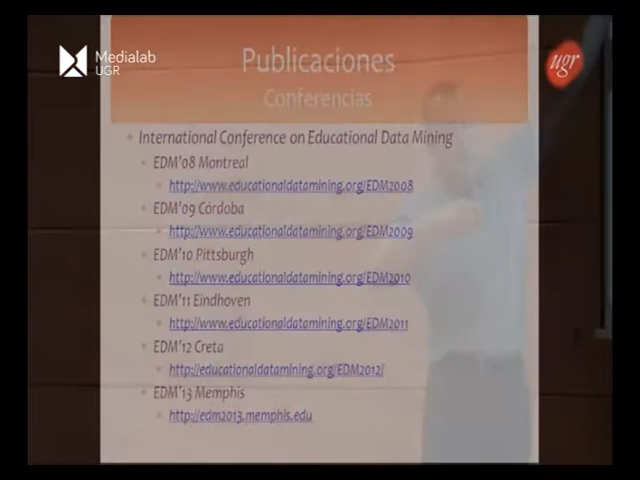 Medialab
UGR
ugr
Publicaciones
Conferencias
International Conference on Educational Data Mining
EDM'08 Montreal
http://www.educationaldatamining.org/EDM2008
EDM'09 Córdoba
http://www.educationaldatamining.org/EDM2009
EDM'10 Pittsburgh
http://www.educationaldatamining.org/EDM2010
EDM'11 Eindhoven
http://www.educationaldatamining.org/EDM2011
EDM'12 Creta
http://educationaldatamining.org/EDM2012/
EDM'13 Memphis
http://edm2013.memphis.edu